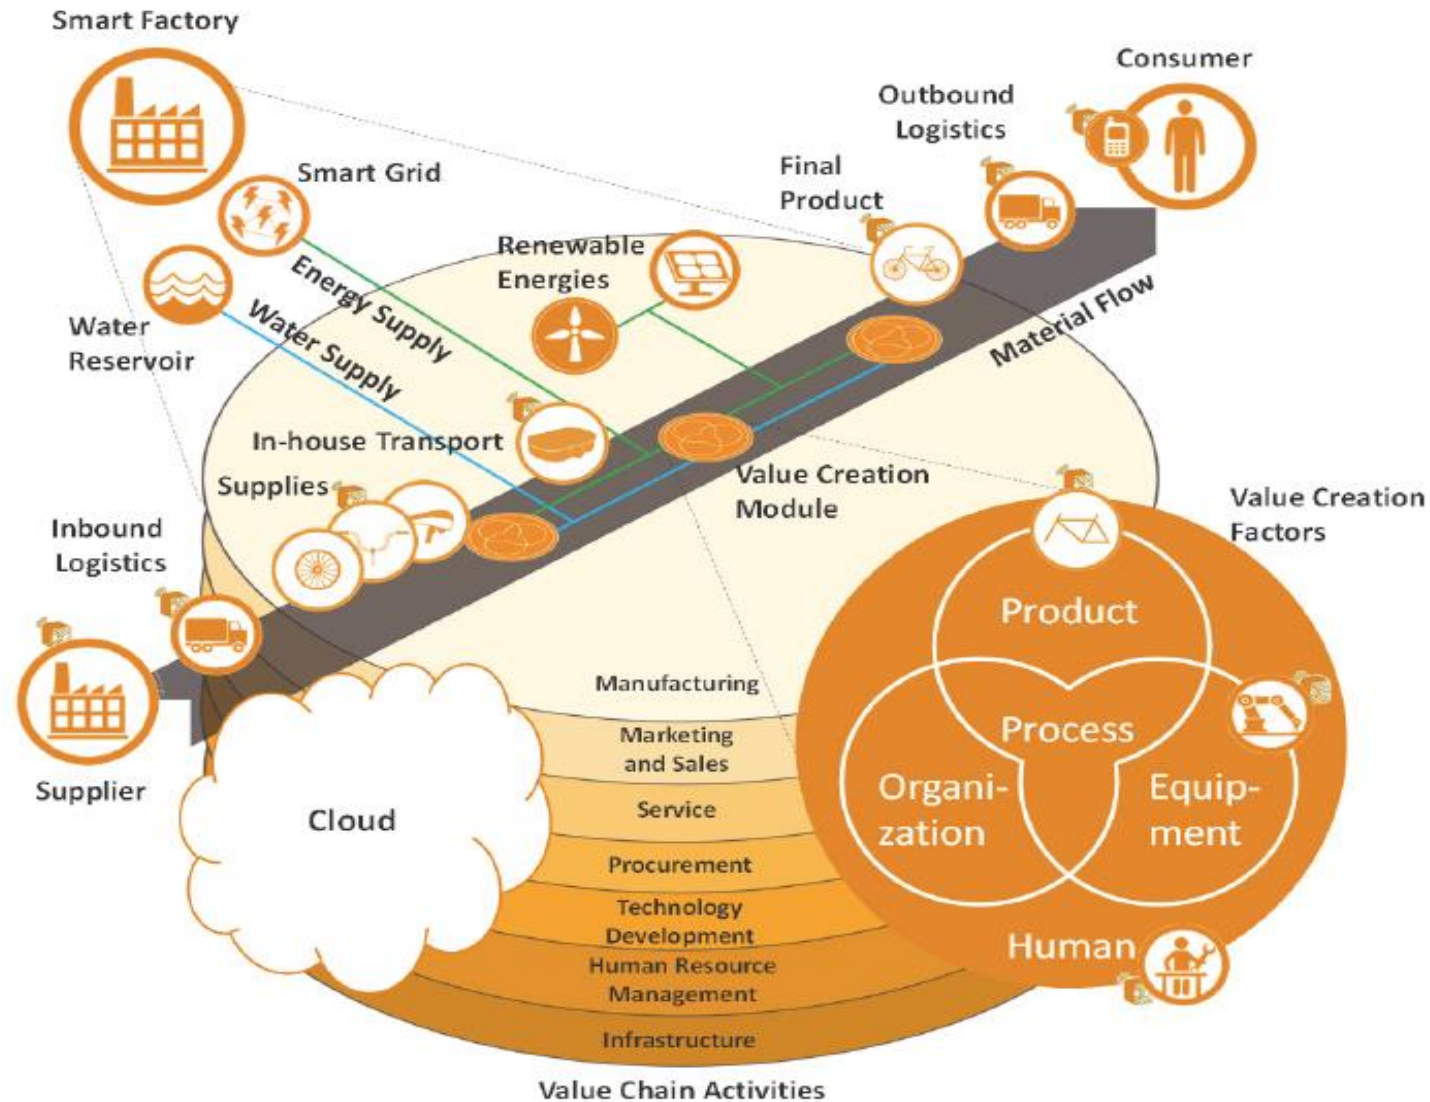 Smart Factory
Consumer
Outbound
Logistics
Final
Product
Smart Grid
Renewable
Energies
Energy Supply
Water Supply
Water
Reservoir
Material Flow
In-house Transport
Supplies
Value Creation
Module
Value Creation
Factors
Inbound
Logistics
Supplier
Cloud
Product
Process
Organi-
zation
Equip-
ment
Human
Manufacturing
Marketing
and Sales
Service
Procurement
Technology
Development
Human Resource
Management
Infrastructure
Value Chain Activities